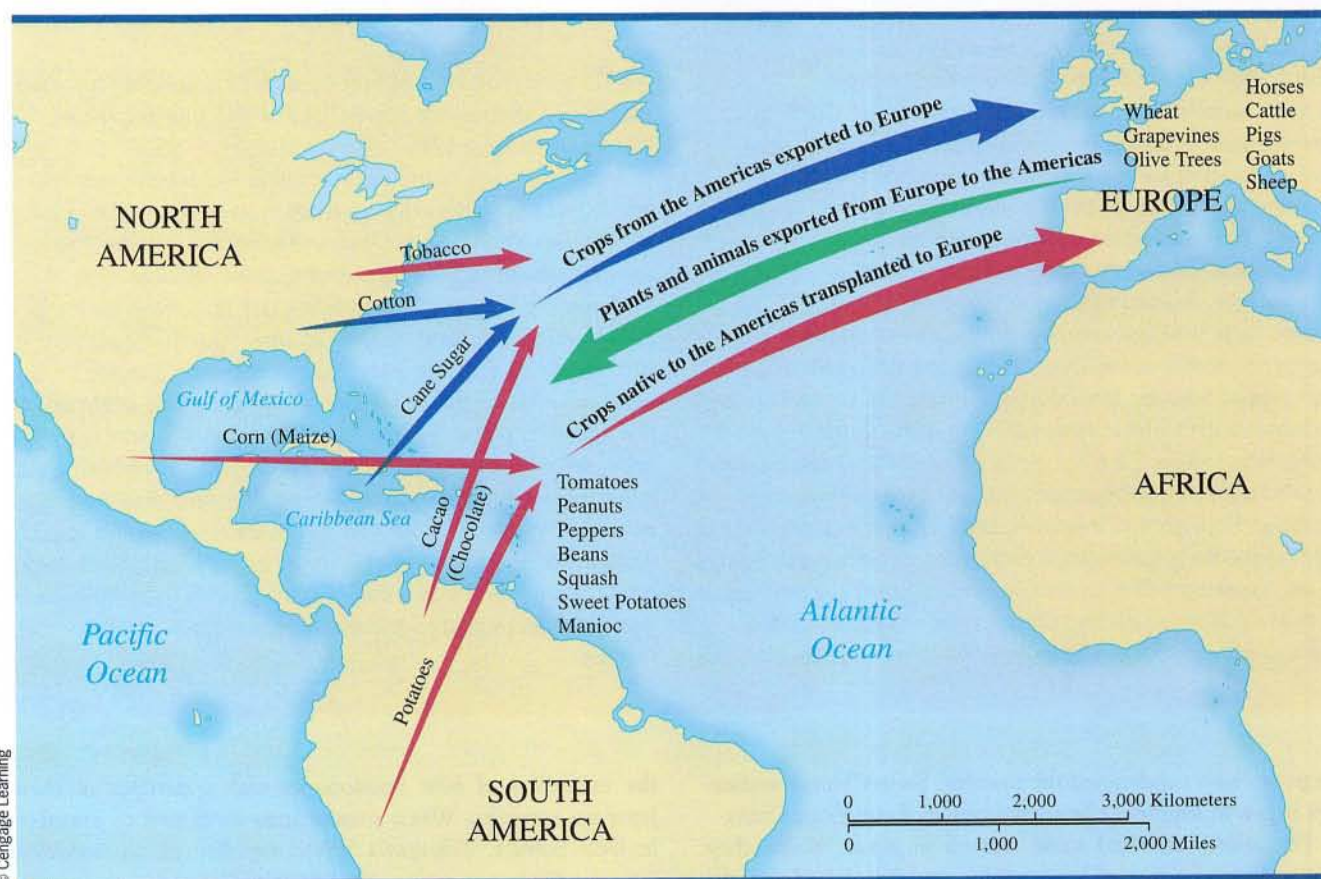 NORTH
AMERICA
Tobacco
Cotton
Cane Sugar
Gulf of Mexico
Corn (Maize)
Caribbean Sea
Cacao
(Chocolate)
Potatoes
Pacific
Ocean
SOUTH
AMERICA
Crops from the Americas exported to Europe
Plants and animals exported from Europe to the Americas
Crops native to the Americas transplanted to Europe
Tomatoes
Peanuts
Peppers
Beans
Squash
Sweet Potatoes
Manioc
Atlantic
Ocean
Wheat
Grapevines
Olive Trees
Horses
Cattle
Pigs
Goats
Sheep
EUROPE
AFRICA
0 1,000 2,000 3,000 Kilometers
0 1,000 2,000 Miles
© Cengage Learning